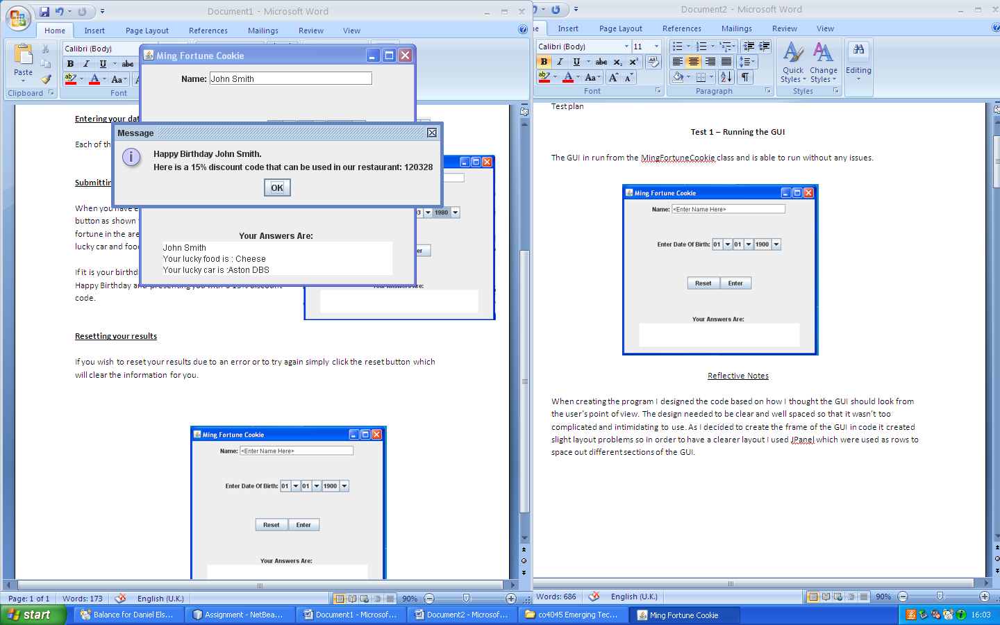 Document1 - Microsoft Word
Home Insert Page Layout References Mailings Review View
Calibri (Body)
Paste
B I U abc
Aa
Clipboard
Font
Document2 - Microsoft Word
Insert Page Layout References Mailings Review View
Calibri (Body) 11
B I U abc x₂ x²
Aa A A
Quick Styles
Change Styles
Editing
Font Paragraph Styles
Ming Fortune Cookie
Name: John Smith
Message
Happy Birthday John Smith.
Here is a 15% discount code that can be used in our restaurant: 120328
OK
Your Answers Are:
John Smith
Your lucky food is : Cheese
Your lucky car is :Aston DBS
Entering your dat
Each of th
Submittin
When you have e
button as shown
fortune in the are
lucky car and food
If it is your birthda
Happy Birthday and presenting you with a 15% discount
code.
1980
Resetting your results
If you wish to reset your results due to an error or to try again simply click the reset button which
will clear the information for you.
Ming Fortune Cookie
Name: <Enter Name Here>
Enter Date Of Birth: 01 01 1900
Reset Enter
Your Answers Are:
Test plan
Test 1 – Running the GUI
The GUI in run from the MingFortuneCookie class and is able to run without any issues.
Ming Fortune Cookie
Name: <Enter Name Here>
Enter Date Of Birth: 01 01 1900
Reset Enter
Your Answers Are:
Reflective Notes
When creating the program I designed the code based on how I thought the GUI should look from
the user's point of view. The design needed to be clear and well spaced so that it wasn't too
complicated and intimidating to use. As I decided to create the frame of the GUI in code it created
slight layout problems so in order to have a clearer layout I used JPanel which were used as rows to
space out different sections of the GUI.
Page: 1 of 1 Words: 173 English (U.K.) 90%
Words: 686 English (U.K.) 90%
start Balance for Daniel Els... Assignment - NetBea... Document1 - Microsof... Document2 - Microsof... co4045 Emerging Tec... Ming Fortune Cookie 16:03